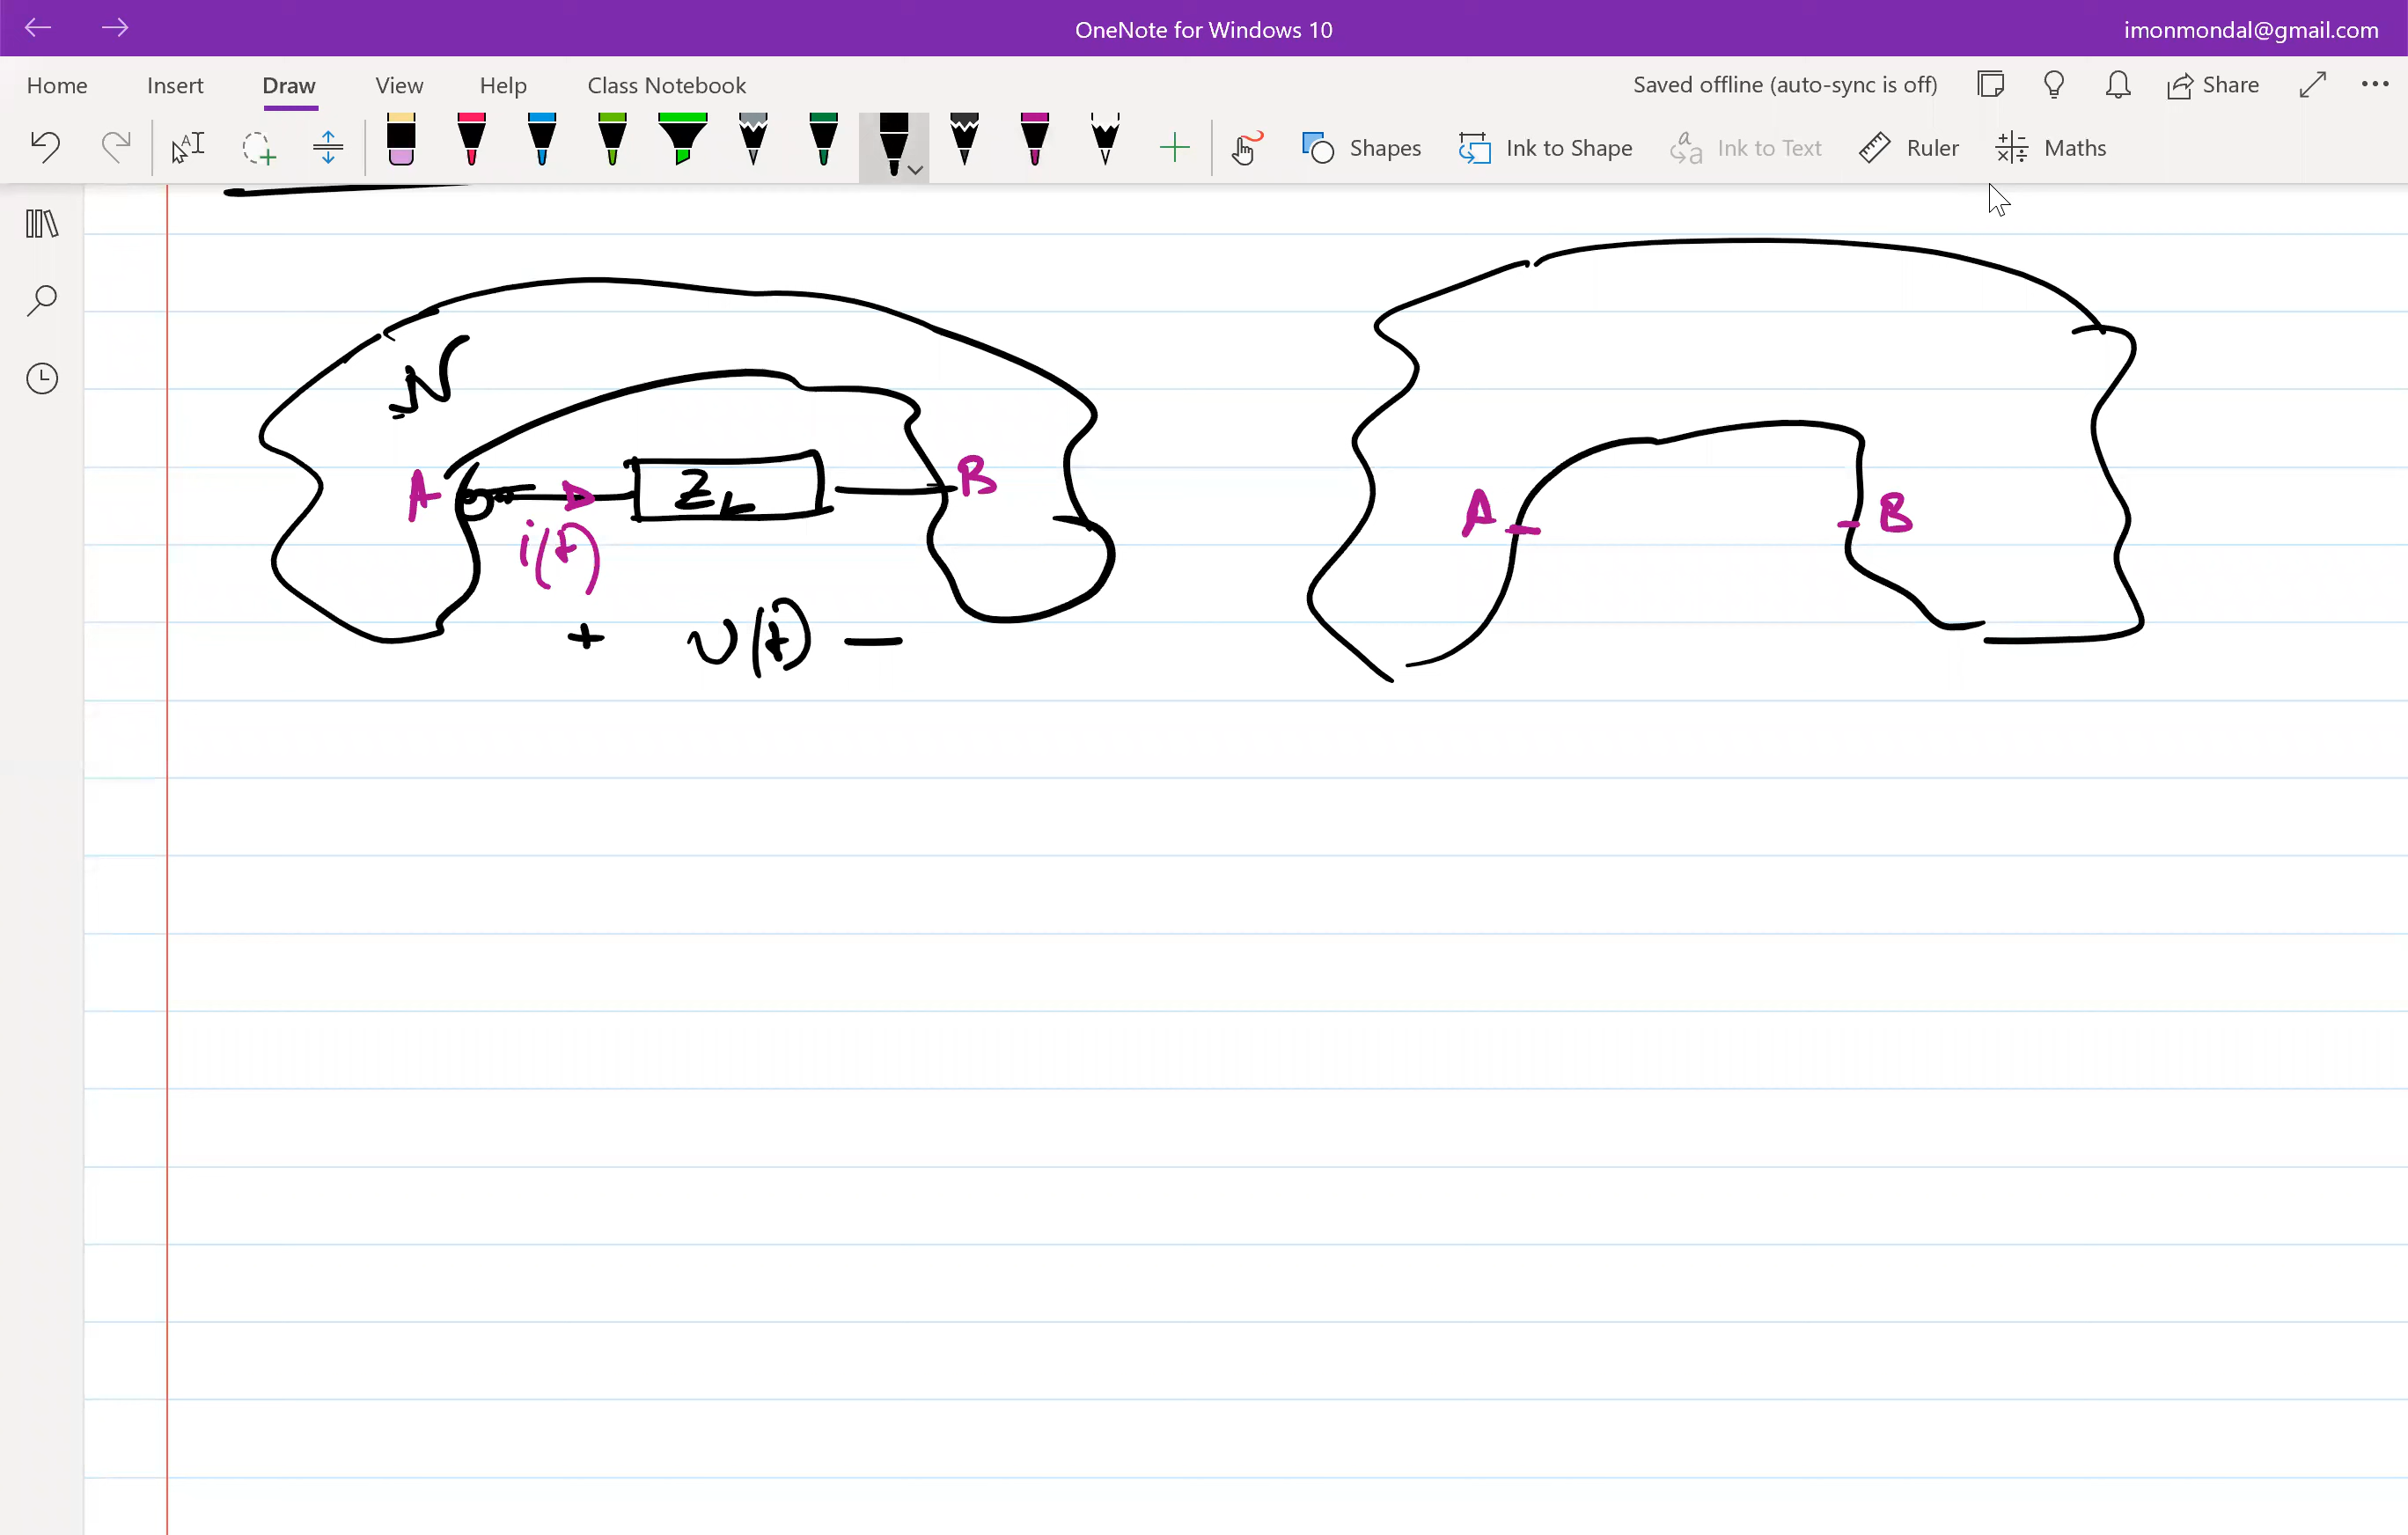 OneNote for Windows 10
imonmondal@gmail.com
Home Insert Draw View Help Class Notebook
Saved offline (auto-sync is off) Share
Shapes Ink to Shape Ink to Text Ruler Maths
N
A Z_L B
i(t)
+ v(t) −
A B